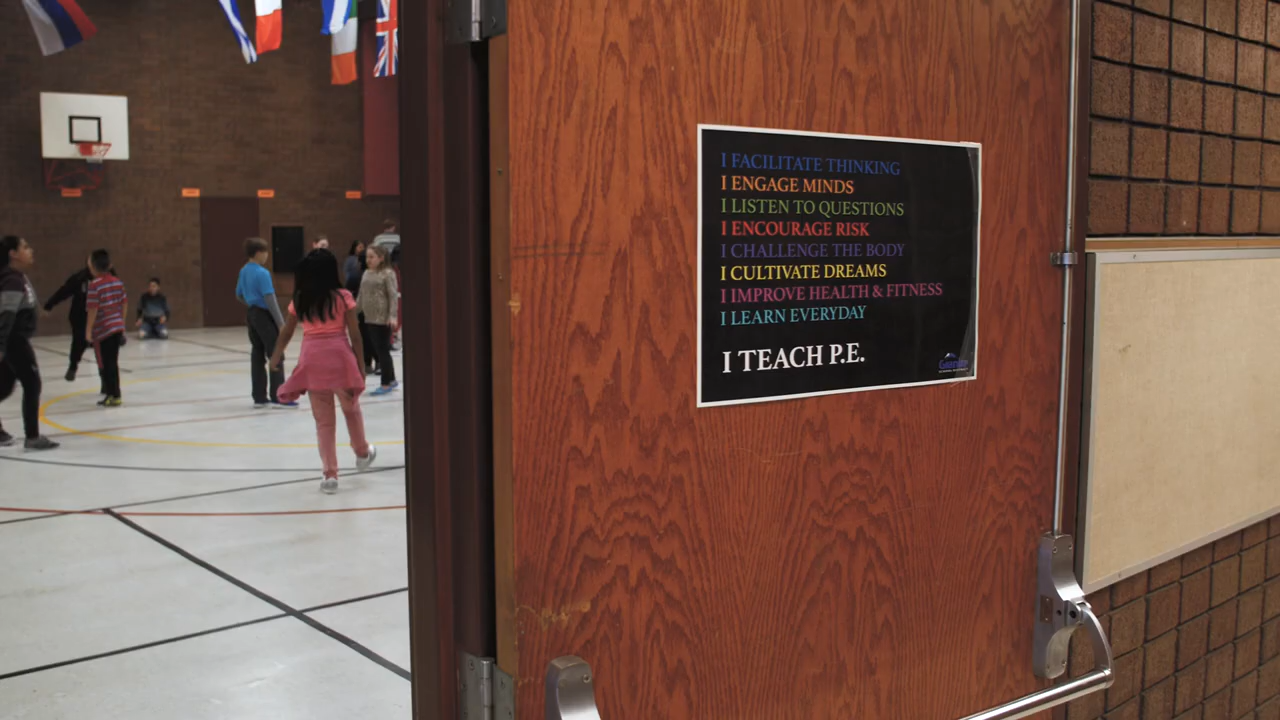 I FACILITATE THINKING
I ENGAGE MINDS
I LISTEN TO QUESTIONS
I ENCOURAGE RISK
I CHALLENGE THE BODY
I CULTIVATE DREAMS
I IMPROVE HEALTH & FITNESS
I LEARN EVERYDAY
I TEACH P.E.